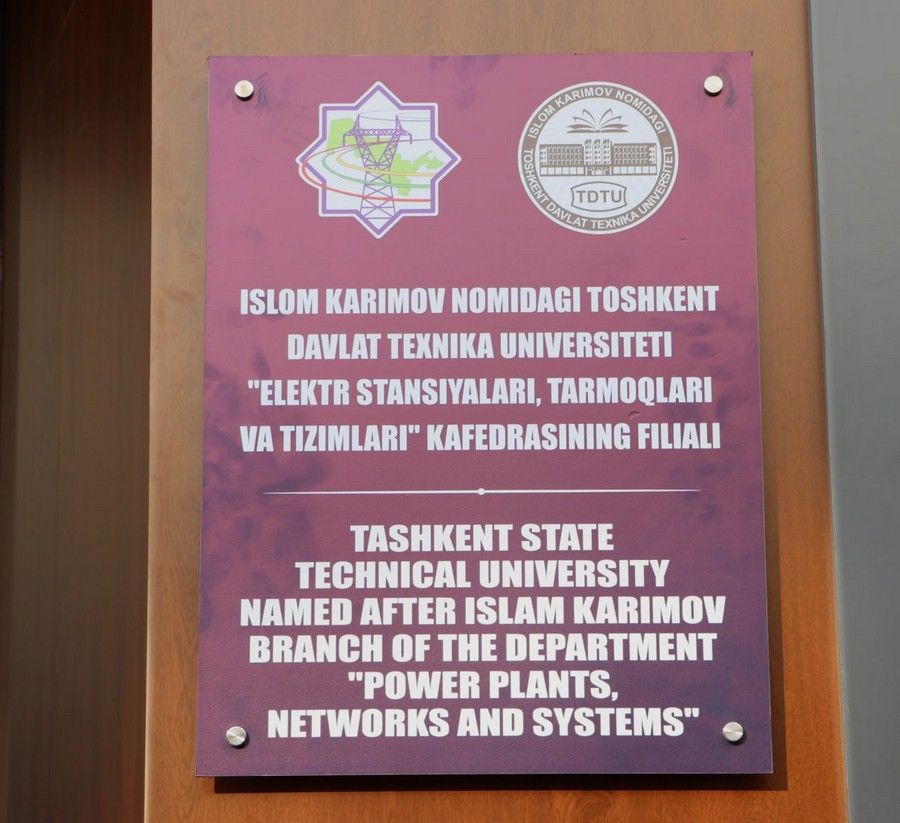 ISLOM KARIMOV NOMIDAGI
TOSHKENT DAVLAT TEXNIKA UNIVERSITETI
TDTU
ISLOM KARIMOV NOMIDAGI TOSHKENT
DAVLAT TEXNIKA UNIVERSITETI
"ELEKTR STANSIYALARI, TARMOQLARI
VA TIZIMLARI" KAFEDRASINING FILIALI
TASHKENT STATE
TECHNICAL UNIVERSITY
NAMED AFTER ISLAM KARIMOV
BRANCH OF THE DEPARTMENT
"POWER PLANTS,
NETWORKS AND SYSTEMS"